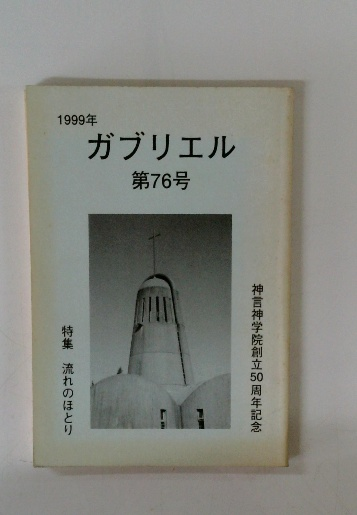 1999年
ガブリエル
第76号
神言神学院創立50周年記念
特集 流れのほとり